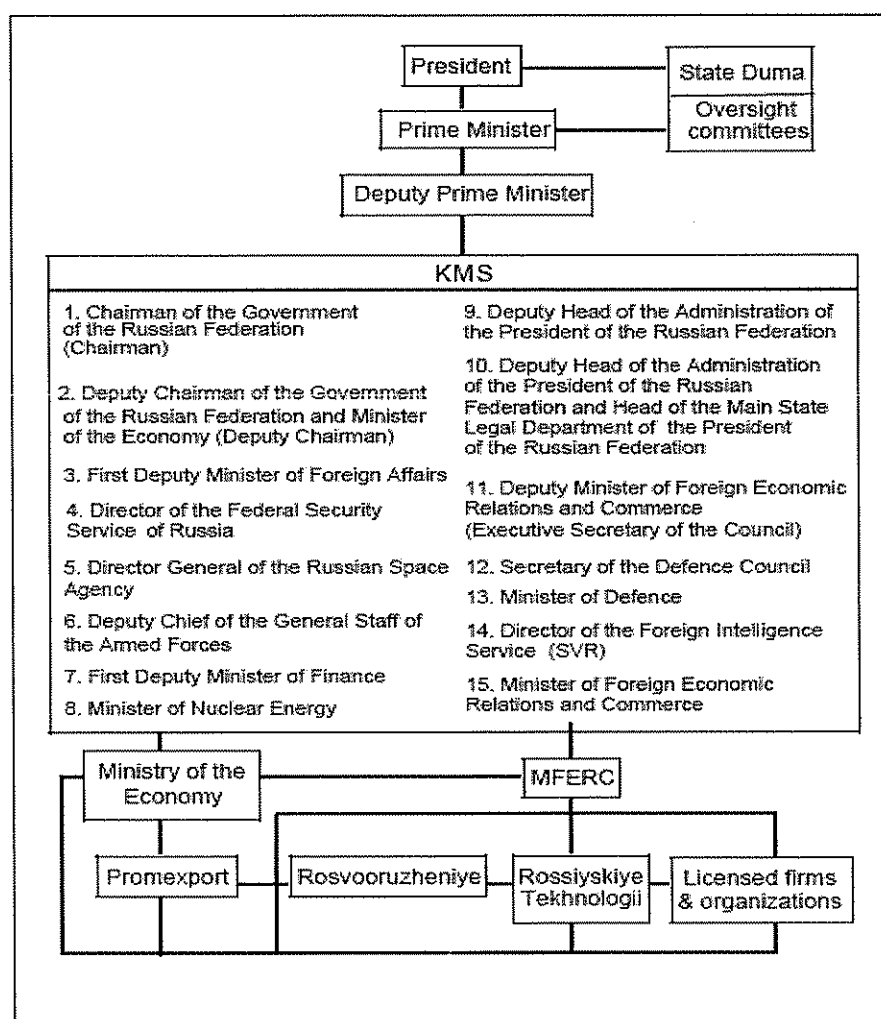 President
State Duma
Oversight
committees
Prime Minister
Deputy Prime Minister
KMS
1. Chairman of the Government
of the Russian Federation
(Chairman)
2. Deputy Chairman of the Government
of the Russian Federation and Minister
of the Economy (Deputy Chairman)
3. First Deputy Minister of Foreign Affairs
4. Director of the Federal Security
Service of Russia
5. Director General of the Russian Space
Agency
6. Deputy Chief of the General Staff of
the Armed Forces
7. First Deputy Minister of Finance
8. Minister of Nuclear Energy
9. Deputy Head of the Administration of
the President of the Russian Federation
10. Deputy Head of the Administration
of the President of the Russian
Federation and Head of the Main State
Legal Department of the President
of the Russian Federation
11. Deputy Minister of Foreign Economic
Relations and Commerce
(Executive Secretary of the Council)
12. Secretary of the Defence Council
13. Minister of Defence
14. Director of the Foreign Intelligence
Service (SVR)
15. Minister of Foreign Economic
Relations and Commerce
Ministry of the
Economy
MFERC
Promexport
Rosvooruzheniye
Rossiyskiye
Tekhnologii
Licensed firms
& organizations